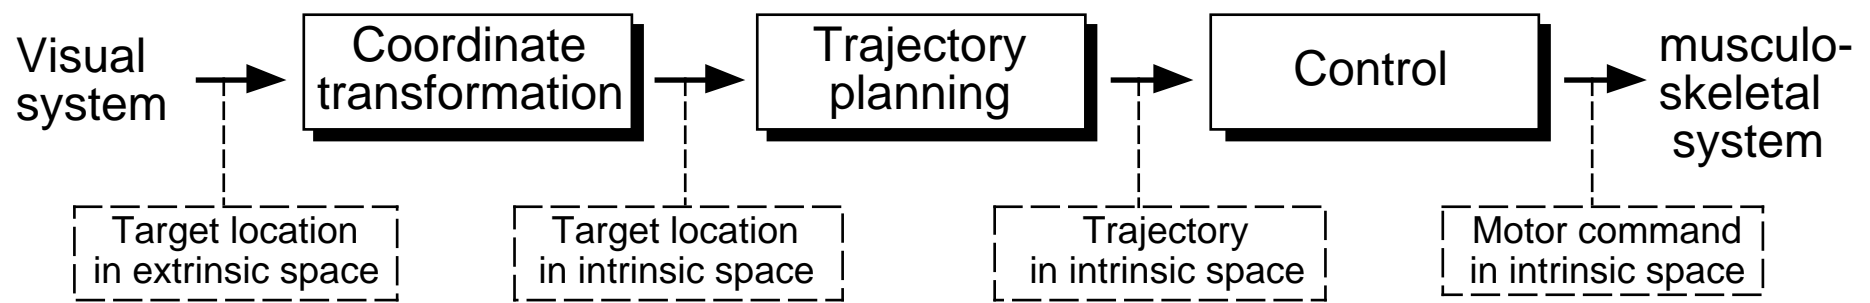 Visual
system
Coordinate
transformation
Trajectory
planning
Control
musculo-
skeletal
system
Target location
in extrinsic space
Target location
in intrinsic space
Trajectory
in intrinsic space
Motor command
in intrinsic space